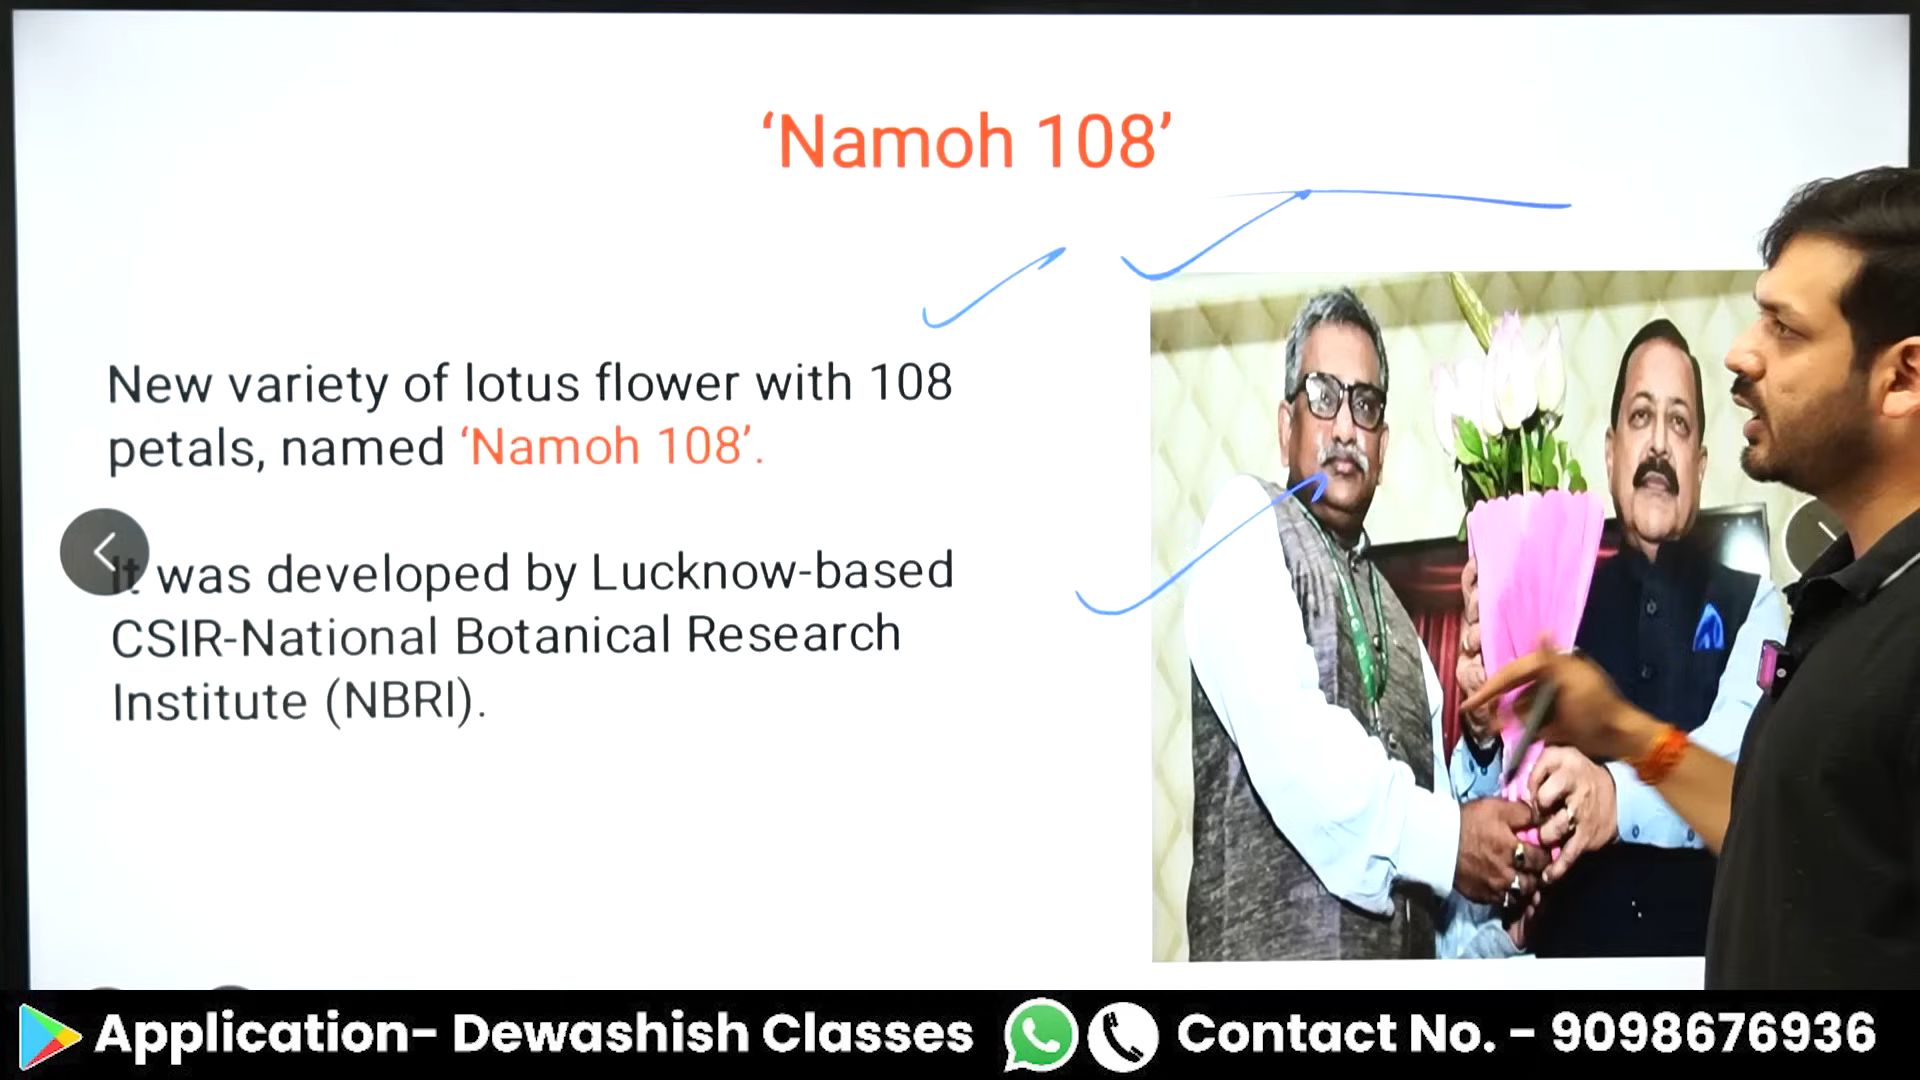 ‘Namoh 108’
New variety of lotus flower with 108
petals, named ‘Namoh 108’.
It was developed by Lucknow-based
CSIR-National Botanical Research
Institute (NBRI).
Application- Dewashish Classes Contact No. - 9098676936